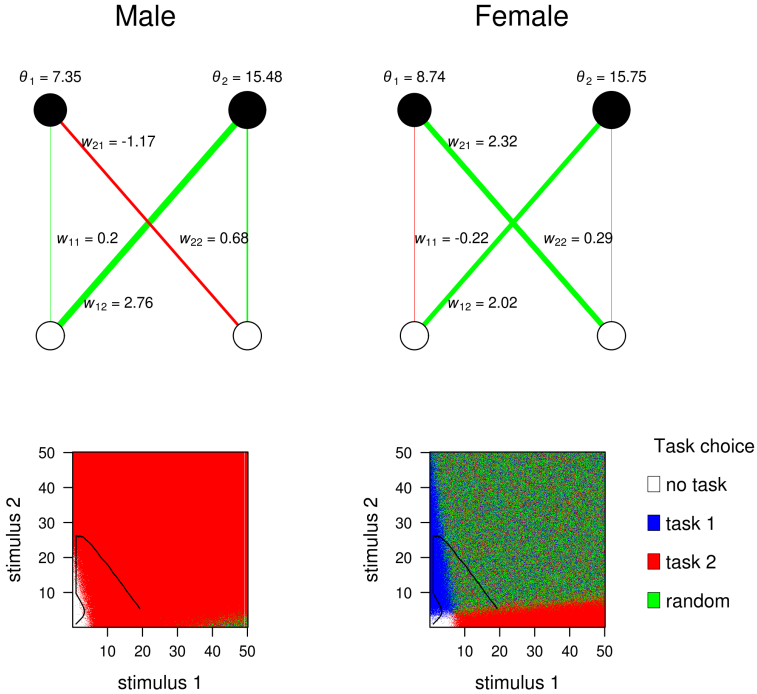 Male
Female
θ1 = 7.35
θ2 = 15.48
θ1 = 8.74
θ2 = 15.75
w21 = -1.17
w21 = 2.32
w11 = 0.2
w22 = 0.68
w11 = -0.22
w22 = 0.29
w12 = 2.76
w12 = 2.02
stimulus 2
50
40
30
20
10
10 20 30 40 50
stimulus 1
stimulus 2
50
40
30
20
10
10 20 30 40 50
stimulus 1
Task choice
no task
task 1
task 2
random